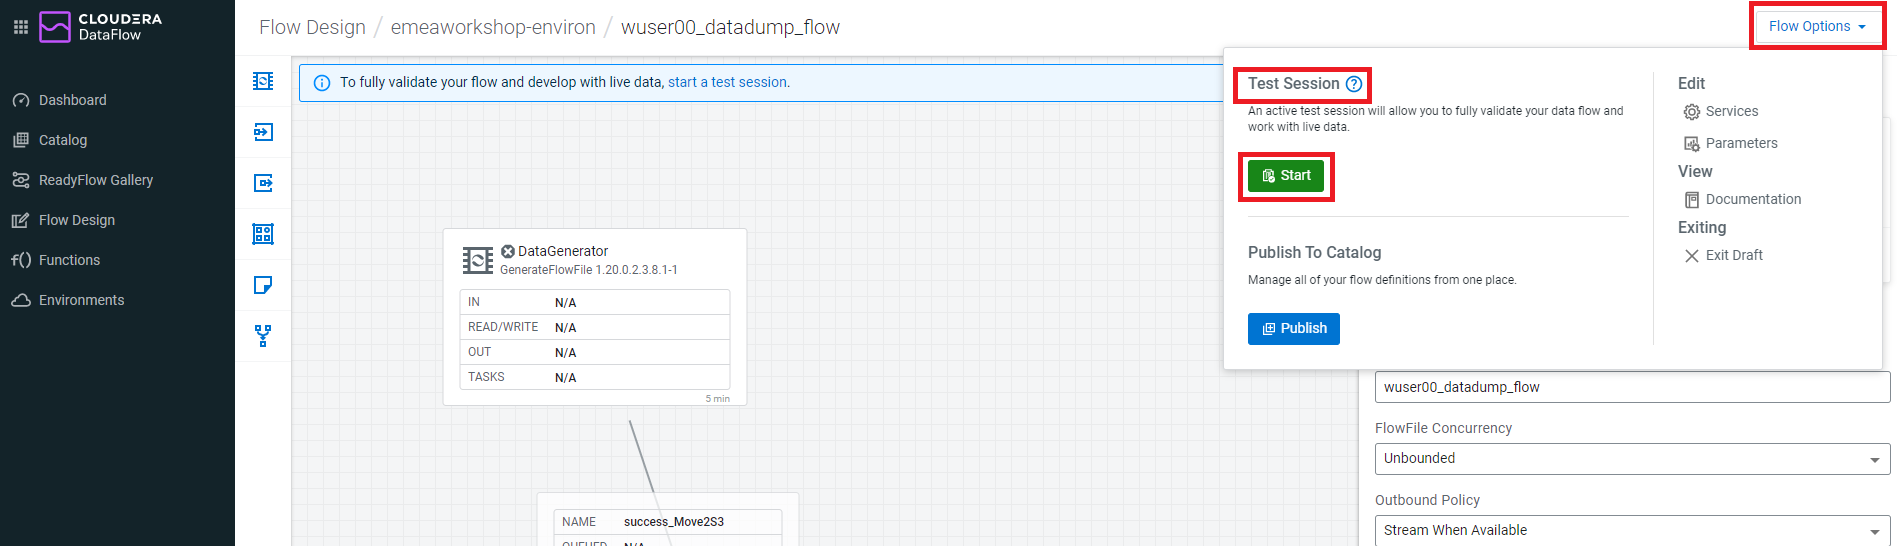 CLOUDERA
DataFlow
Dashboard
Catalog
ReadyFlow Gallery
Flow Design
f() Functions
Environments
Flow Design / emeaworkshop-environ / wuser00_datadump_flow
Flow Options
To fully validate your flow and develop with live data, start a test session.
Test Session ?
An active test session will allow you to fully validate your data flow and
work with live data.
Start
Publish To Catalog
Manage all of your flow definitions from one place.
Publish
Edit
Services
Parameters
View
Documentation
Exiting
Exit Draft
DataGenerator
GenerateFlowFile 1.20.0.2.3.8.1-1
IN N/A
READ/WRITE N/A
OUT N/A
TASKS N/A
5 min
NAME success_Move2S3
QUEUED N/A
wuser00_datadump_flow
FlowFile Concurrency
Unbounded
Outbound Policy
Stream When Available